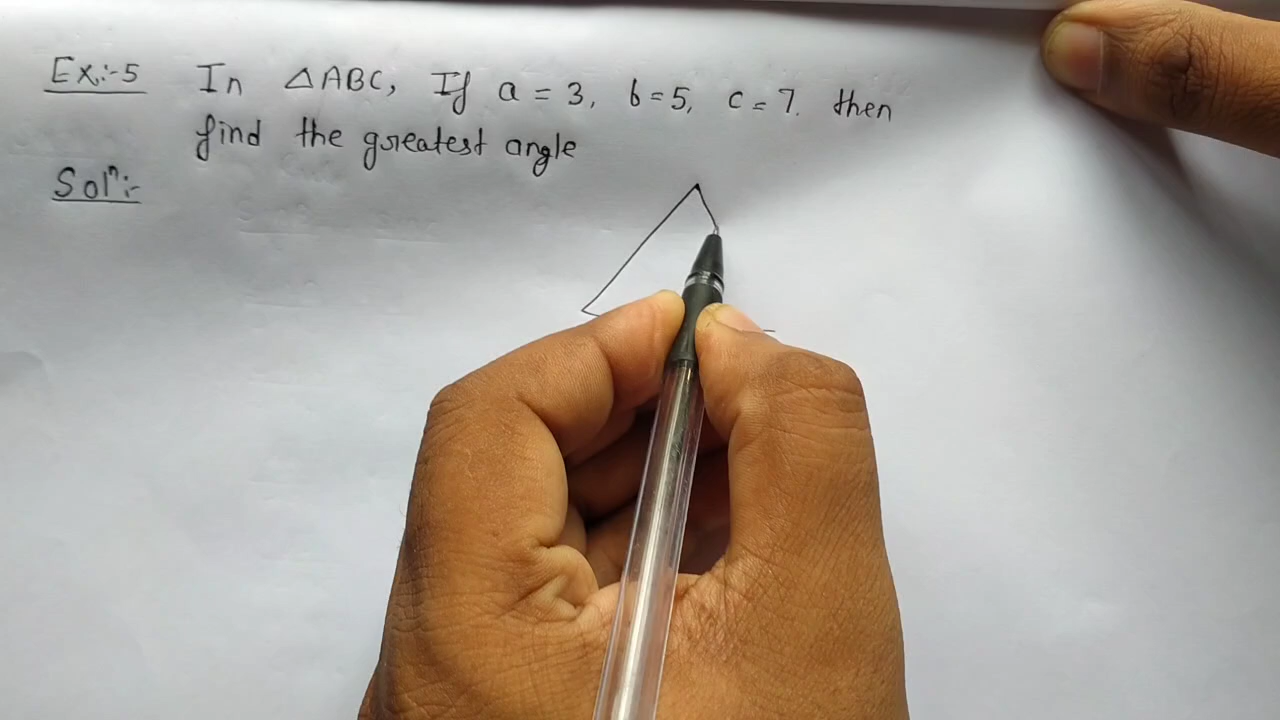 Ex:-5 In △ABC, If a = 3, b=5, c=7. then
find the greatest angle
Solⁿ:-